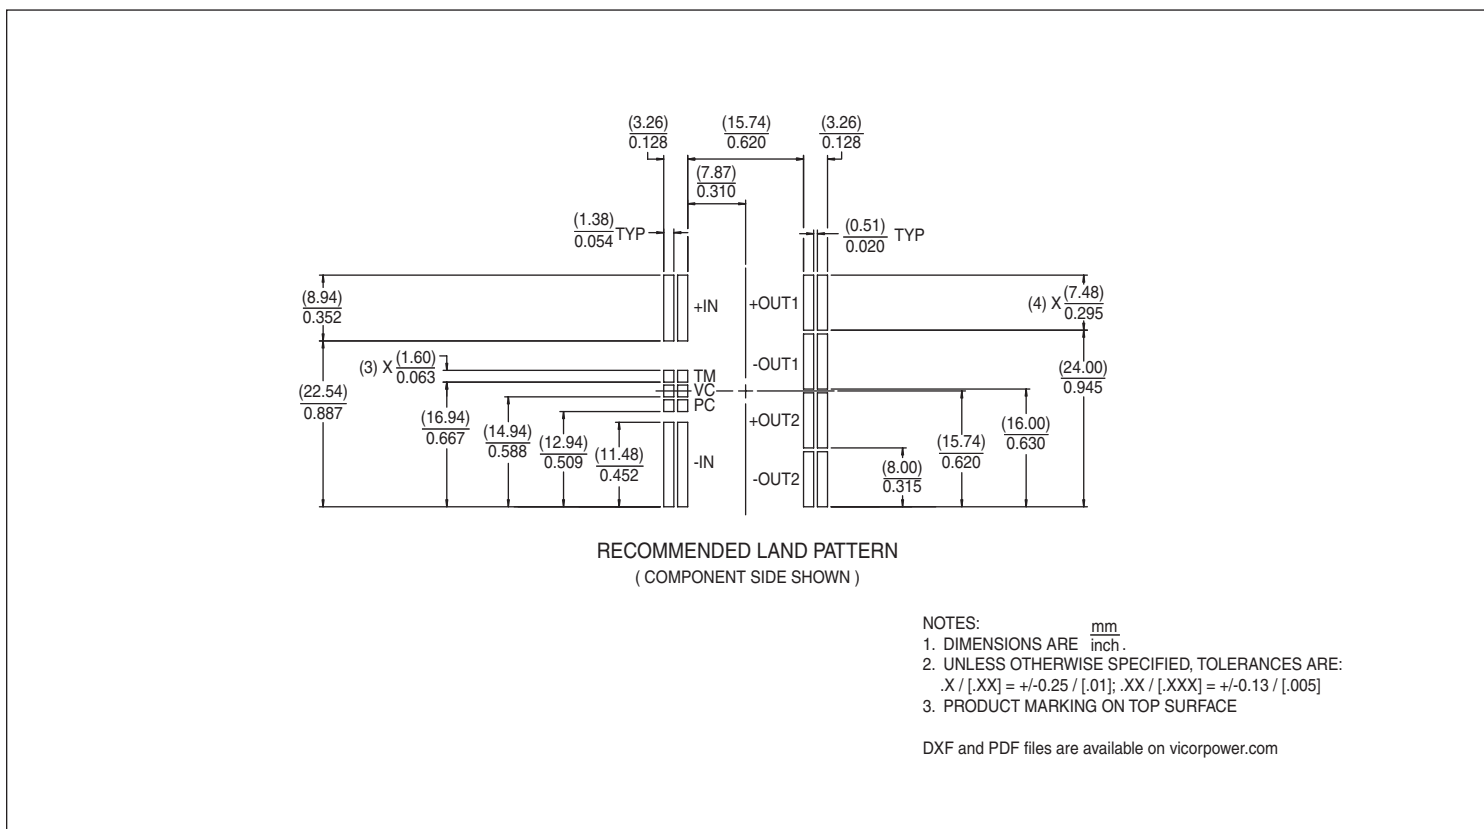 (3.26)
0.128
(15.74)
0.620
(3.26)
0.128
(7.87)
0.310
(1.38)
0.054 TYP
(0.51)
0.020 TYP
(8.94)
0.352
+IN
+OUT1
(4) X (7.48)
0.295
(3) X (1.60)
0.063
TM
VC
PC
-OUT1
(24.00)
0.945
(22.54)
0.887
(16.94)
0.667
(14.94)
0.588
(12.94)
0.509
(11.48)
0.452
-IN
+OUT2
-OUT2
(8.00)
0.315
(15.74)
0.620
(16.00)
0.630
RECOMMENDED LAND PATTERN
( COMPONENT SIDE SHOWN )
NOTES:
1. DIMENSIONS ARE mm
inch .
2. UNLESS OTHERWISE SPECIFIED, TOLERANCES ARE:
.X / [.XX] = +/-0.25 / [.01]; .XX / [.XXX] = +/-0.13 / [.005]
3. PRODUCT MARKING ON TOP SURFACE
DXF and PDF files are available on vicorpower.com